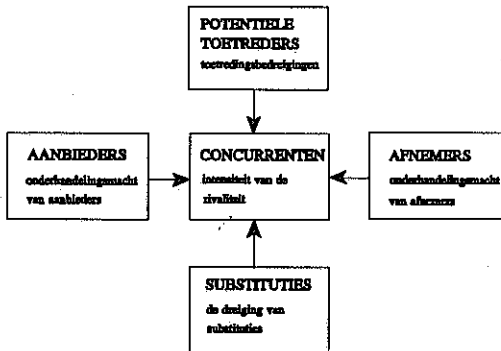 POTENTIELE
TOETREDERS
toetredingsbedreigingen
AANBIEDERS
onderhandelingsmacht
van aanbieders
CONCURRENTEN
intensiteit van de
rivaliteit
AFNEMERS
onderhandelingsmacht
van afnemers
SUBSTITUTIES
de dreiging van
substituties